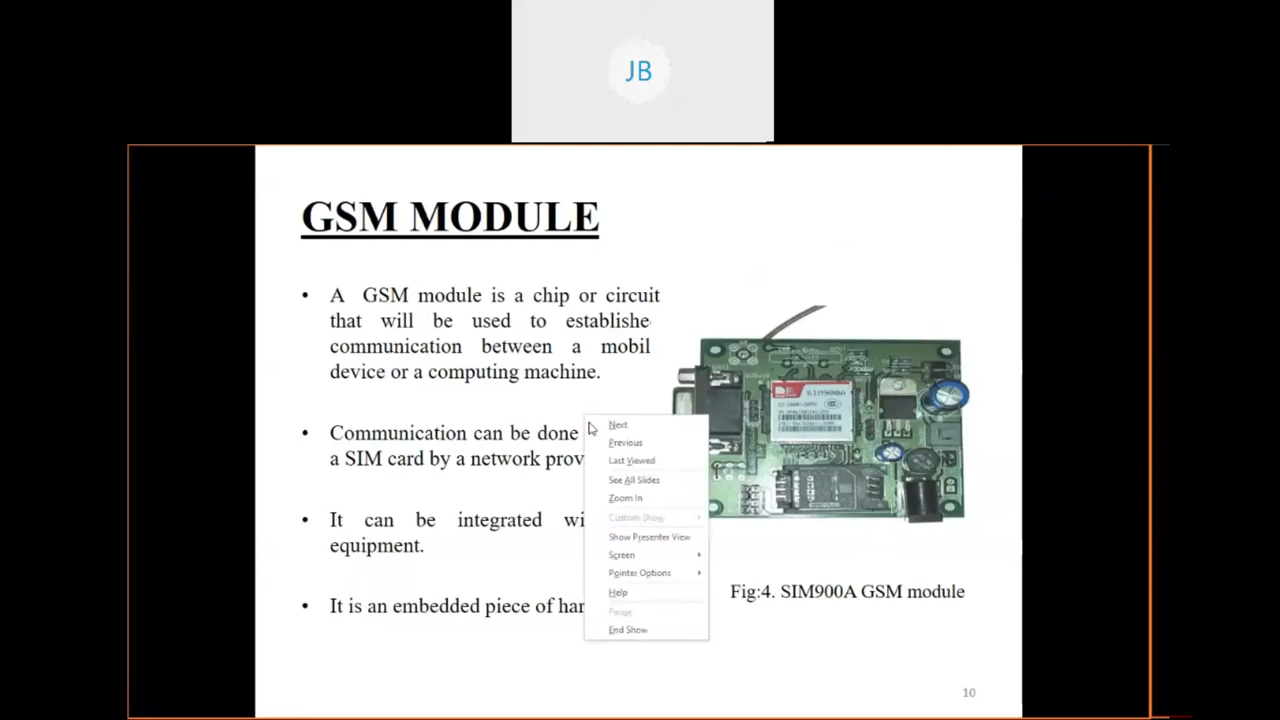 JB
GSM MODULE
• A GSM module is a chip or circuit
that will be used to establishe
communication between a mobil
device or a computing machine.
• Communication can be done
a SIM card by a network prov
• It can be integrated wi
equipment.
• It is an embedded piece of har
Next
Previous
Last Viewed
See All Slides
Zoom In
Custom Show
Show Presenter View
Screen
Pointer Options
Help
Pause
End Show
SIM900A
Fig:4. SIM900A GSM module
10